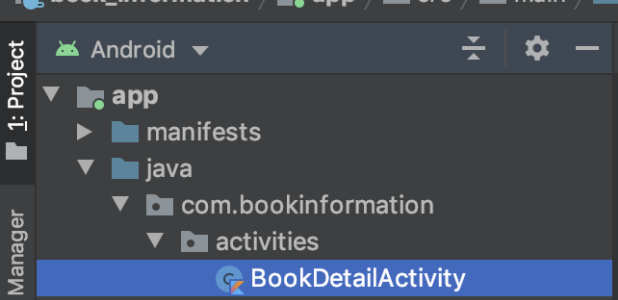 book_information app src main
1: Project
Android
app
manifests
java
com.bookinformation
activities
BookDetailActivity
Manager